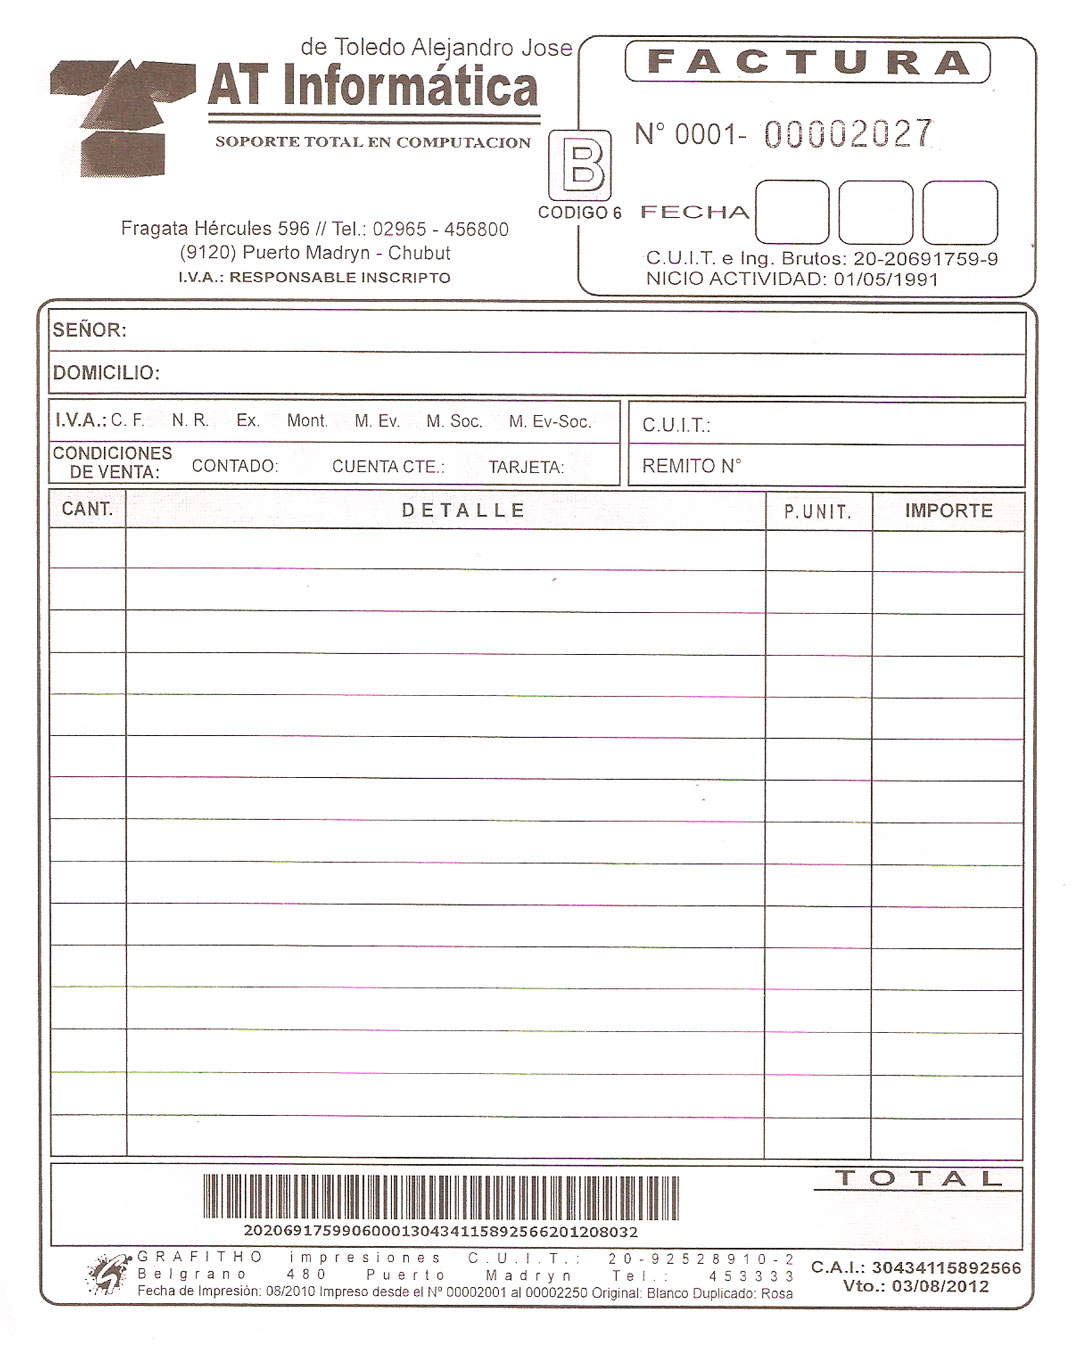 de Toledo Alejandro Jose
AT Informática
SOPORTE TOTAL EN COMPUTACION
Fragata Hércules 596 // Tel.: 02965 - 456800
(9120) Puerto Madryn - Chubut
I.V.A.: RESPONSABLE INSCRIPTO
B
CODIGO 6
FACTURA
N° 0001- 00002027
FECHA
C.U.I.T. e Ing. Brutos: 20-20691759-9
NICIO ACTIVIDAD: 01/05/1991
SEÑOR:
DOMICILIO:
I.V.A.: C. F. N. R. Ex. Mont. M. Ev. M. Soc. M. Ev-Soc.
C.U.I.T.:
CONDICIONES
DE VENTA: CONTADO: CUENTA CTE.: TARJETA:
REMITO N°
CANT. DETALLE P.UNIT. IMPORTE
TOTAL
2020691759906000130434115892566201208032
GRAFITHO impresiones C.U.I.T.: 20-92528910-2
Belgrano 480 Puerto Madryn Tel.: 453333
Fecha de Impresión: 08/2010 Impreso desde el Nº 00002001 al 00002250 Original: Blanco Duplicado: Rosa
C.A.I.: 30434115892566
Vto.: 03/08/2012